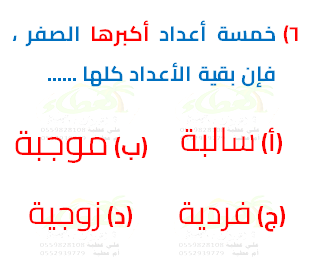 ٦) خمسة أعداد أكبرها الصفر ،
فإن بقية الأعداد كلها ......
(أ) سالبة
(ب) موجبة
(ج) فردية
(د) زوجية